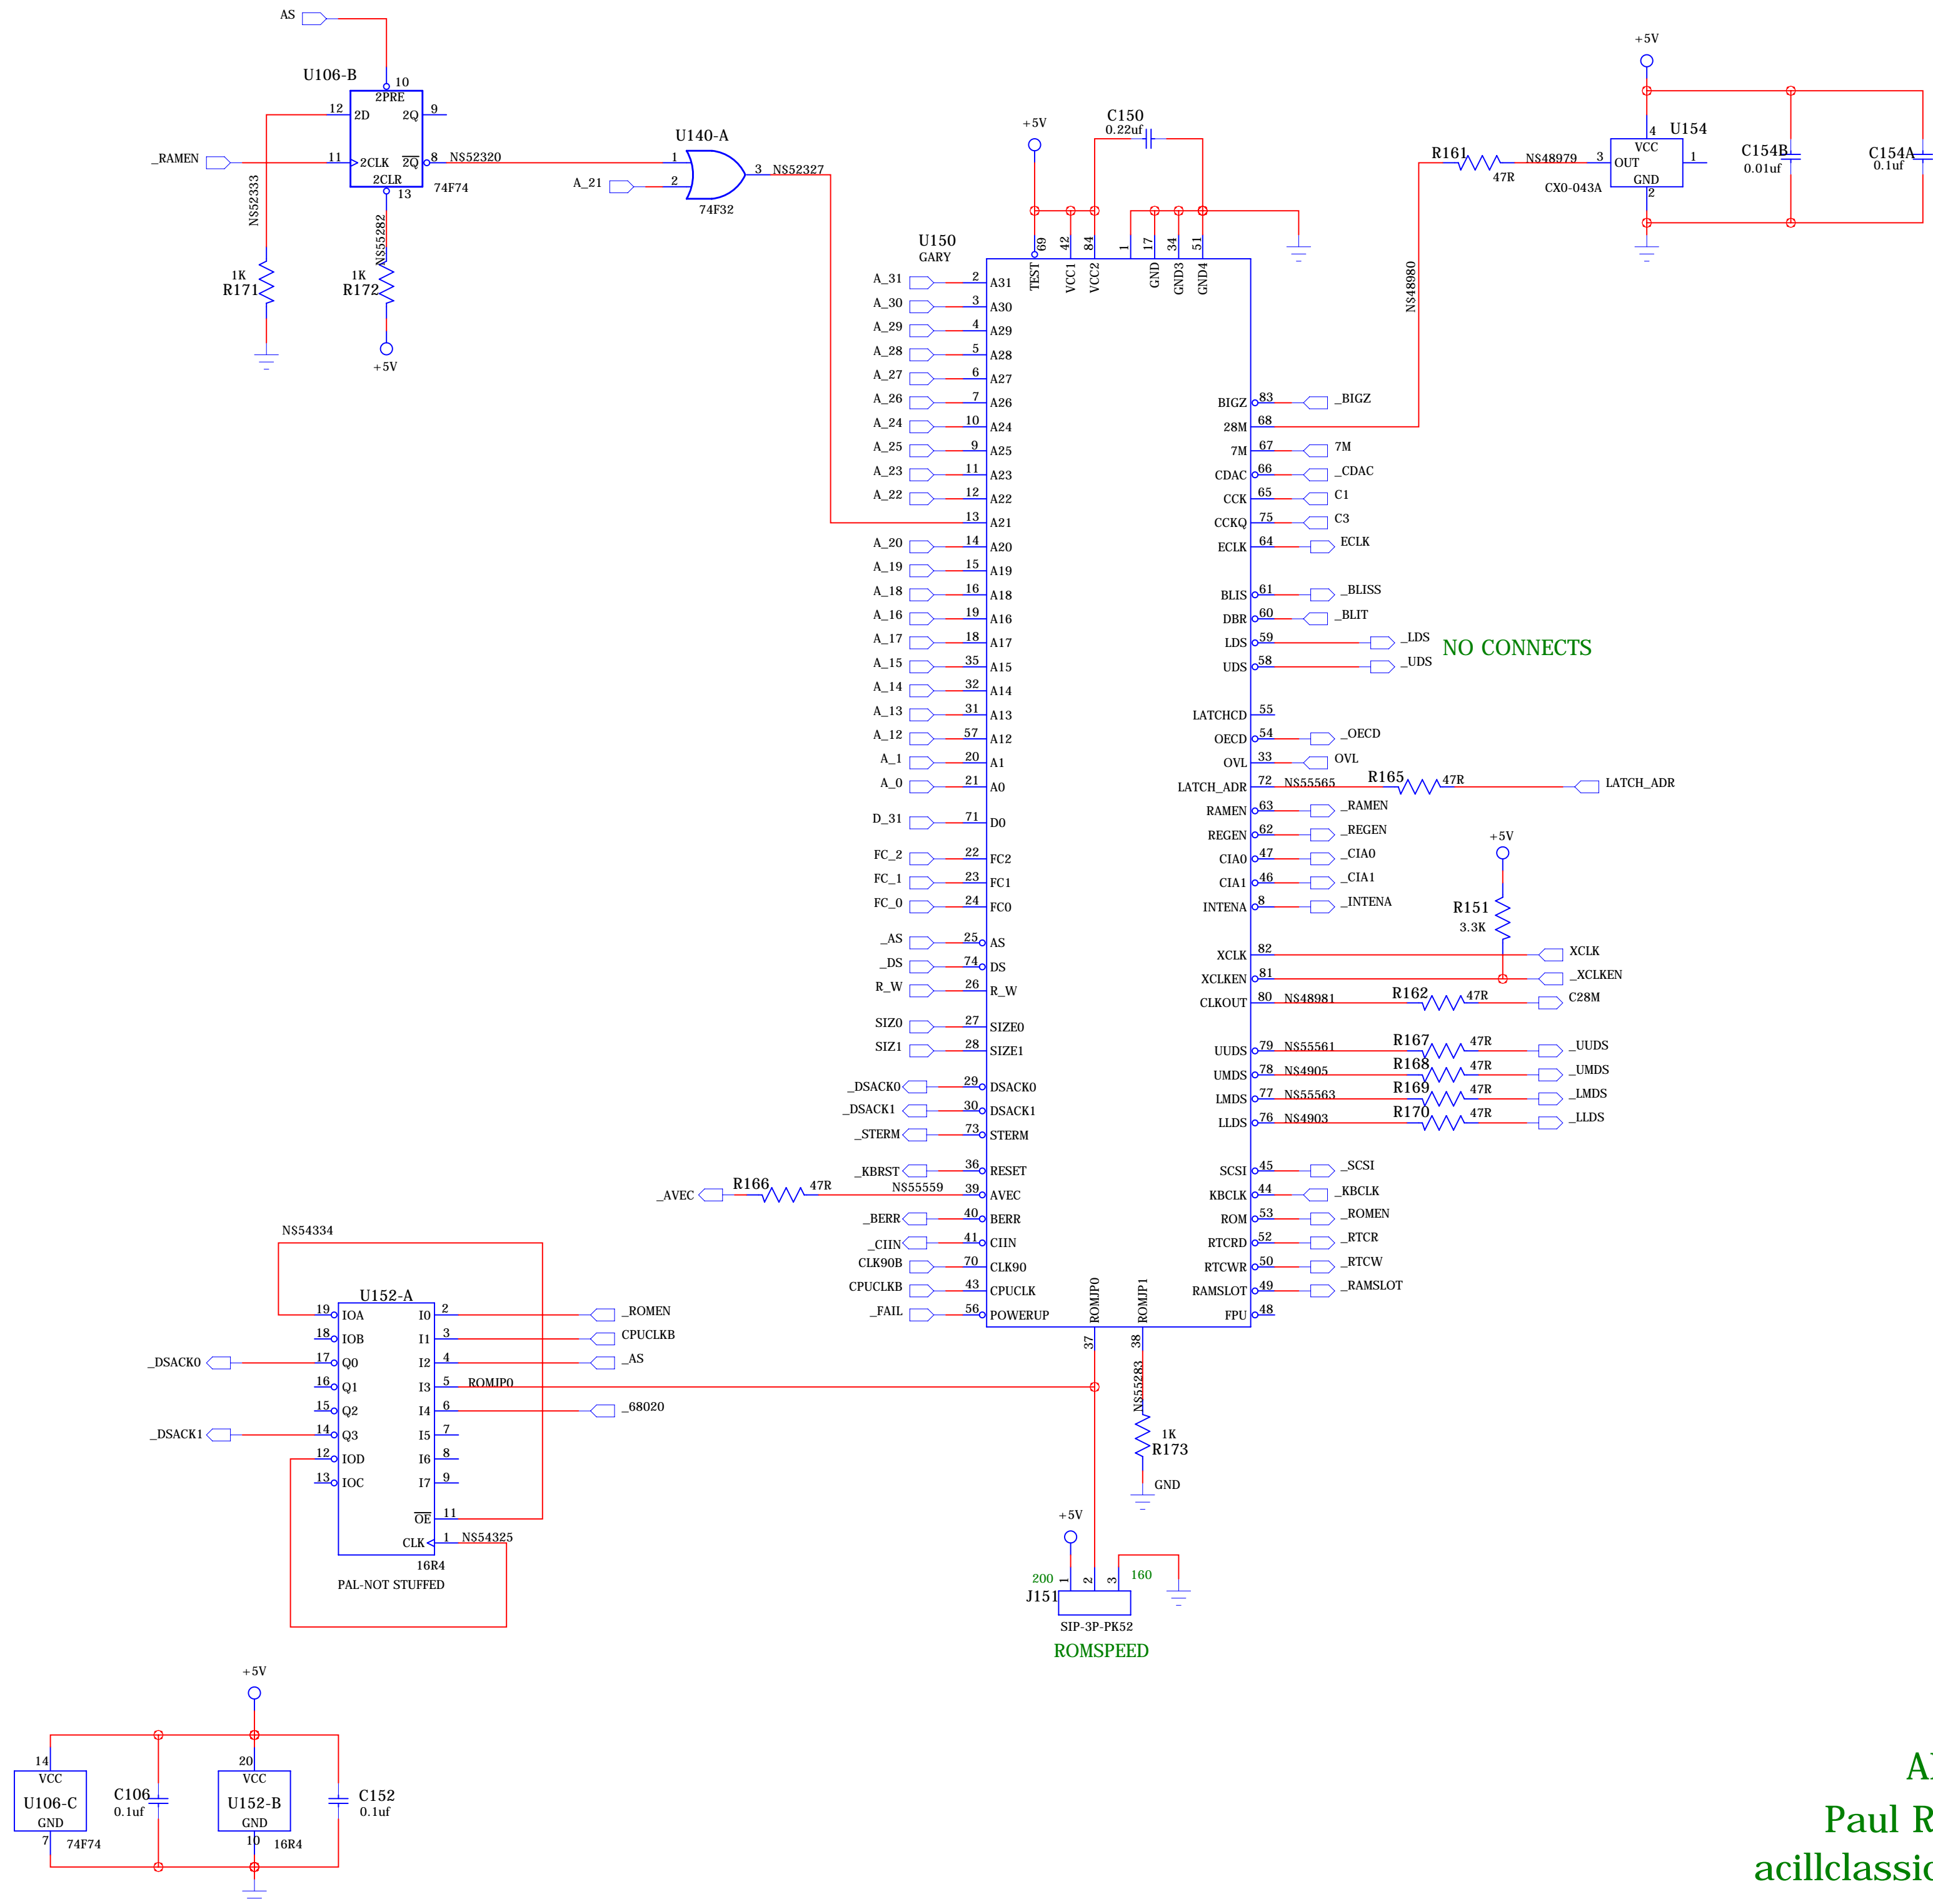 AS
+5V
U106-B
10
2PRE
12
2D
2Q
9
_RAMEN
11
2CLK
2Q
8
NS52320
2CLR
13
74F74
NS52333
NS55282
1K
R171
1K
R172
+5V
U140-A
1
A_21
2
3
NS52327
74F32
+5V
C150
0.22uf
R161
47R
NS48979
3
OUT
4
VCC
U154
1
GND
2
CX0-043A
C154B
0.01uf
C154A
0.1uf
NS48980
U150
GARY
69
42
84
1
17
34
51
TEST
VCC1
VCC2
GND
GND3
GND4
A_31
2
A31
A_30
3
A30
A_29
4
A29
A_28
5
A28
A_27
6
A27
A_26
7
A26
A_24
10
A24
A_25
9
A25
A_23
11
A23
A_22
12
A22
13
A21
A_20
14
A20
A_19
15
A19
A_18
16
A18
A_16
19
A16
A_17
18
A17
A_15
35
A15
A_14
32
A14
A_13
31
A13
A_12
57
A12
A_1
20
A1
A_0
21
A0
D_31
71
D0
FC_2
22
FC2
FC_1
23
FC1
FC_0
24
FC0
_AS
25
AS
_DS
74
DS
R_W
26
R_W
SIZ0
27
SIZE0
SIZ1
28
SIZE1
_DSACK0
29
DSACK0
_DSACK1
30
DSACK1
_STERM
73
STERM
_KBRST
36
RESET
_AVEC
R166
47R
NS55559
39
AVEC
_BERR
40
BERR
_CIIN
41
CIIN
CLK90B
70
CLK90
CPUCLKB
43
CPUCLK
_FAIL
56
POWERUP
BIGZ
83
_BIGZ
28M
68
7M
67
7M
CDAC
66
_CDAC
CCK
65
C1
CCKQ
75
C3
ECLK
64
ECLK
BLIS
61
_BLISS
DBR
60
_BLIT
LDS
59
_LDS
UDS
58
_UDS
NO CONNECTS
LATCHCD
55
OECD
54
_OECD
OVL
33
OVL
LATCH_ADR
72
NS55565
R165
47R
LATCH_ADR
RAMEN
63
_RAMEN
REGEN
62
_REGEN
CIA0
47
_CIA0
CIA1
46
_CIA1
INTENA
8
_INTENA
+5V
R151
3.3K
XCLK
82
XCLK
XCLKEN
81
_XCLKEN
CLKOUT
80
NS48981
R162
47R
C28M
UUDS
79
NS55561
R167
47R
_UUDS
UMDS
78
NS4905
R168
47R
_UMDS
LMDS
77
NS55563
R169
47R
_LMDS
LLDS
76
NS4903
R170
47R
_LLDS
SCSI
45
_SCSI
KBCLK
44
_KBCLK
ROM
53
_ROMEN
RTCRD
52
_RTCR
RTCWR
50
_RTCW
RAMSLOT
49
_RAMSLOT
FPU
48
ROMJP0
ROMJP1
37
38
NS55283
1K
R173
GND
NS54334
U152-A
19
IOA
I0
2
_ROMEN
18
IOB
I1
3
CPUCLKB
_DSACK0
17
Q0
I2
4
_AS
16
Q1
I3
5
ROMJP0
15
Q2
I4
6
_68020
_DSACK1
14
Q3
I5
7
12
IOD
I6
8
13
IOC
I7
9
OE
11
CLK
1
NS54325
16R4
PAL-NOT STUFFED
+5V
200
1
2
3
160
J151
SIP-3P-PK52
ROMSPEED
+5V
14
VCC
U106-C
GND
7
74F74
C106
0.1uf
20
VCC
U152-B
GND
10
16R4
C152
0.1uf
Paul R
acillclassic